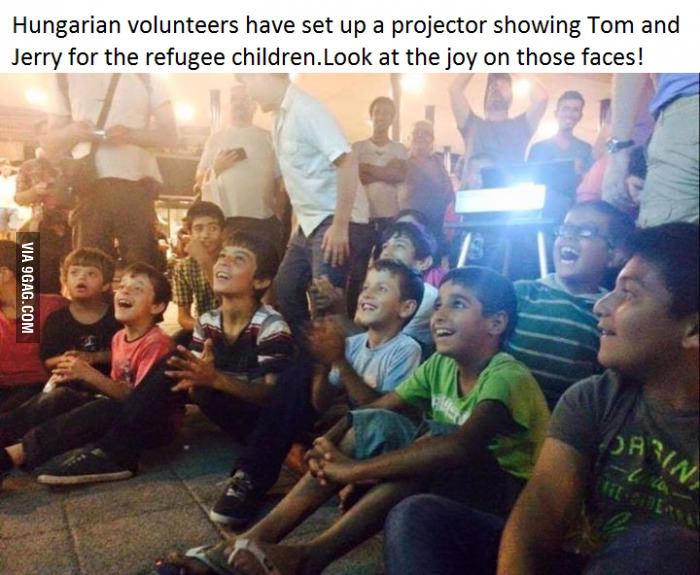 Hungarian volunteers have set up a projector showing Tom and
Jerry for the refugee children.Look at the joy on those faces!
VIA 9GAG.COM